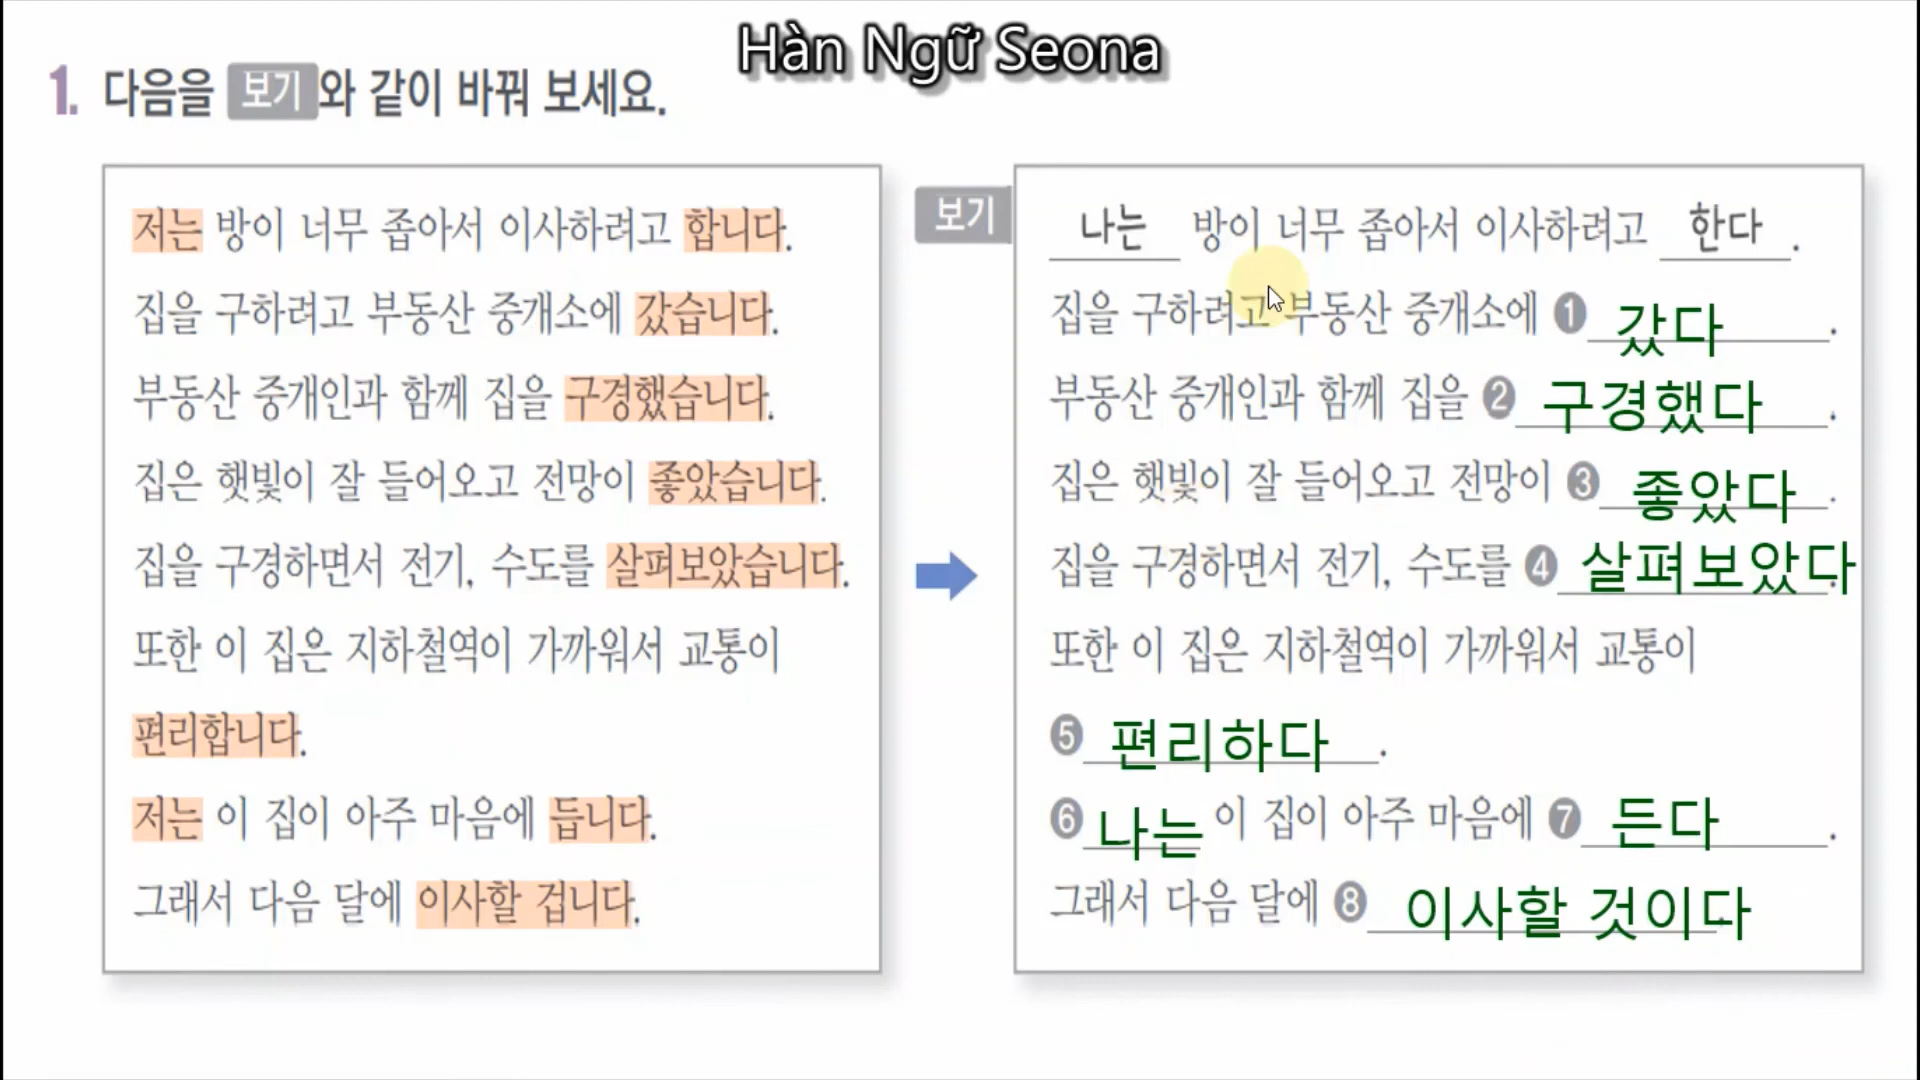 Hàn Ngữ Seona
1. 다음을 보기와 같이 바꿔 보세요.
저는 방이 너무 좁아서 이사하려고 합니다.
집을 구하려고 부동산 중개소에 갔습니다.
부동산 중개인과 함께 집을 구경했습니다.
집은 햇빛이 잘 들어오고 전망이 좋았습니다.
집을 구경하면서 전기, 수도를 살펴보았습니다.
또한 이 집은 지하철역이 가까워서 교통이
편리합니다.
저는 이 집이 아주 마음에 듭니다.
그래서 다음 달에 이사할 겁니다.
보기
나는 방이 너무 좁아서 이사하려고 한다.
집을 구하려고 부동산 중개소에 ① 갔다.
부동산 중개인과 함께 집을 ② 구경했다.
집은 햇빛이 잘 들어오고 전망이 ③ 좋았다.
집을 구경하면서 전기, 수도를 ④ 살펴보았다.
또한 이 집은 지하철역이 가까워서 교통이
⑤ 편리하다.
⑥ 나는 이 집이 아주 마음에 ⑦ 든다.
그래서 다음 달에 ⑧ 이사할 것이다.